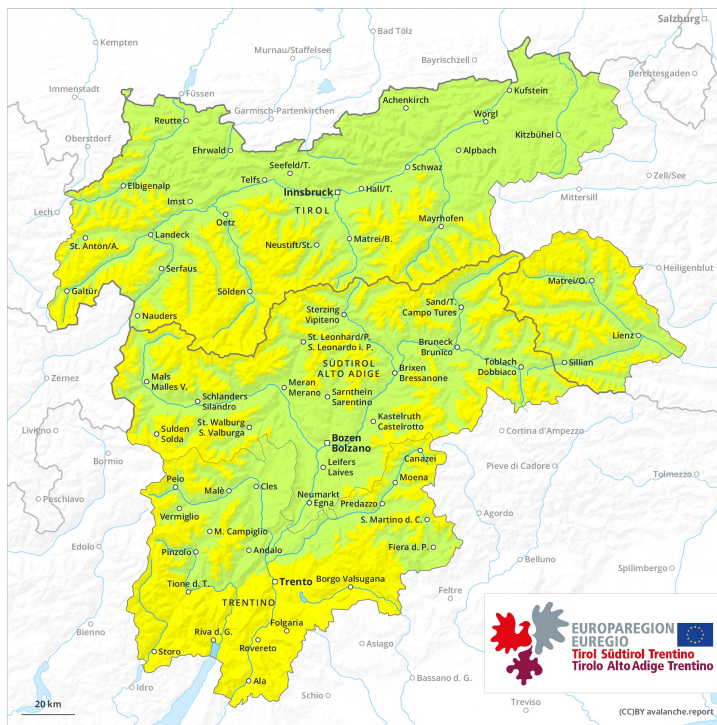 Salzburg
Kempten
Bad Tölz
Murnau/Staffelsee
Bayrischzell
Berchtesgaden
Immenstadt
Füssen
Garmisch-Partenkirchen
Kufstein
Achenkirch
Reutte
Wörgl
Oberstdorf
Ehrwald
Kitzbühel
Alpbach
Seefeld/T.
Schwaz
Zell/See
Telfs
Elbigenalp
Innsbruck
Hall/T.
Mittersill
Imst
TIROL
Lech
Oetz
Mayrhofen
St. Anton/A.
Landeck
Neustift/St.
Matrei/B.
Serfaus
Heiligenblut
Matrei/O.
Galtür
Sölden
Nauders
Sand/T.
Campo Tures
Sterzing
Vipiteno
Lienz
St. Leonhard/P.
S. Leonardo i. P.
Bruneck
Brunico
Toblach
Dobbiaco
Sillian
SÜDTIROL
ALTO ADIGE
Brixen
Bressanone
Zernez
Mals
Malles V.
Meran
Merano
Sarnthein
Sarentino
Schlanders
Silandro
Kastelruth
Castelrotto
St. Walburg
S. Valburga
Livigno
Sulden
Solda
Cortina d'Ampezzo
Bozen
Bolzano
Bormio
Canazei
Pieve di Cadore
Leifers
Laives
Tolmezzo
Poschiavo
Peio
Malè
Cles
Moena
Neumarkt
Egna
Predazzo
Vermiglio
Agordo
S. Martino d. C.
M. Campiglio
Edolo
Pinzolo
Andalo
Fiera d. P.
Belluno
Spilimbergo
Tione d. T.
Trento
Borgo Valsugana
Feltre
TRENTINO
Folgaria
Bienno
Riva d. G.
Rovereto
Asiago
Storo
Ala
Bassano d. G.
Idro
Schio
Treviso
EUROPAREGION
EUREGIO
Tirol Südtirol Trentino
Tirolo Alto Adige Trentino
20 km
(CC)BY avalanche.report